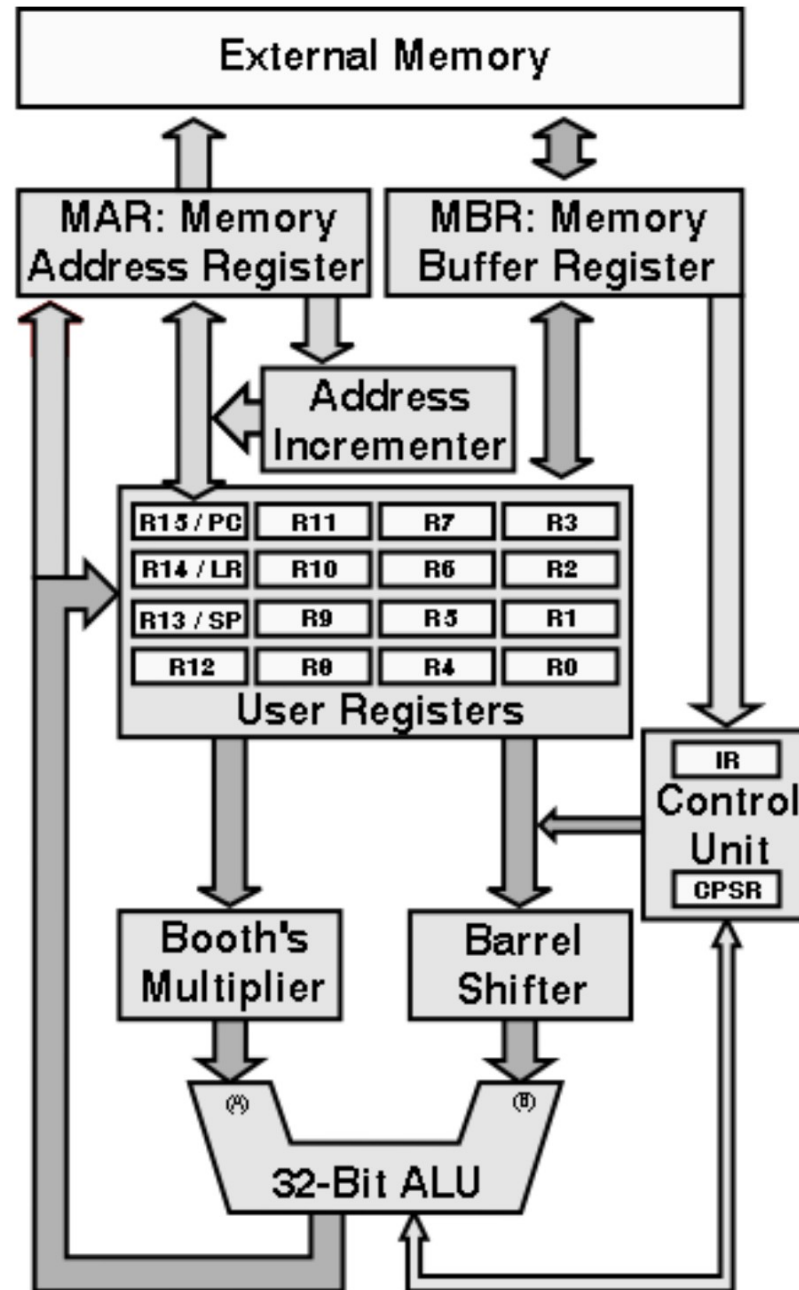 External Memory
MAR: Memory
Address Register
MBR: Memory
Buffer Register
Address
Incrementer
R15 / PC R11 R7 R3
R14 / LR R10 R6 R2
R13 / SP R9 R5 R1
R12 R8 R4 R0
User Registers
IR
Control
Unit
CPSR
Booth's
Multiplier
Barrel
Shifter
(A) (B)
32-Bit ALU